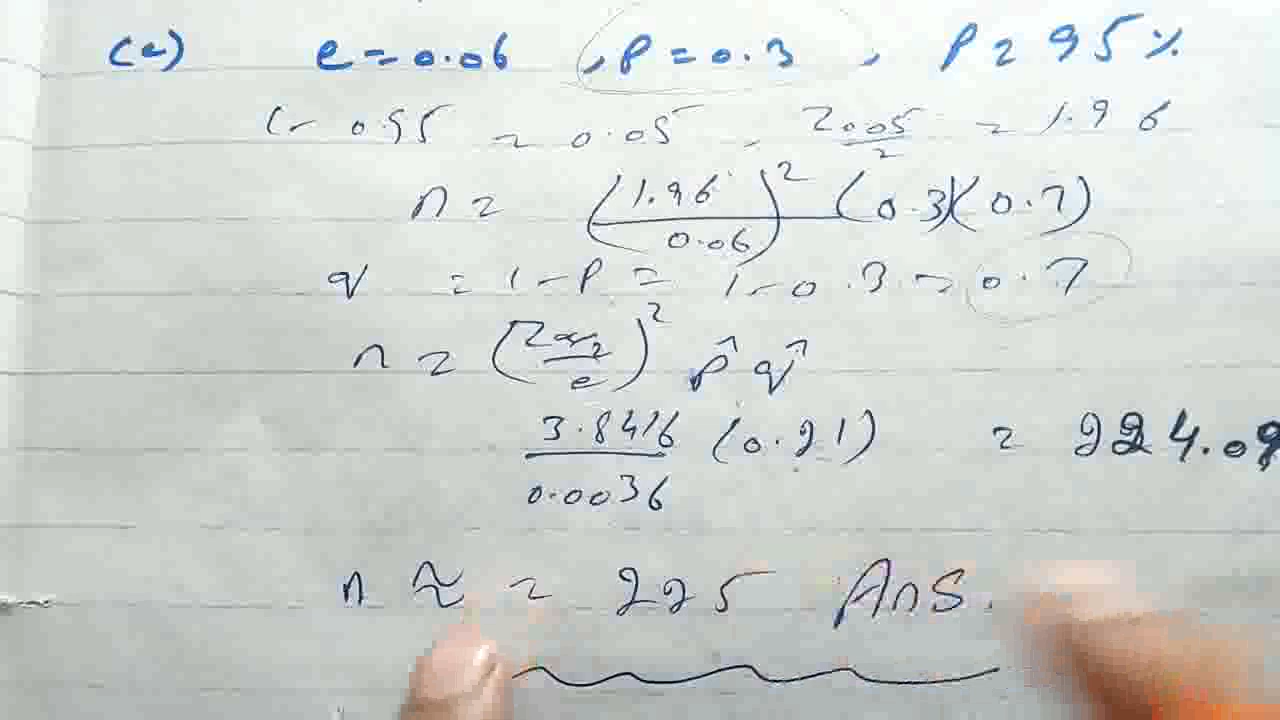 (c) e = 0.06 , p = 0.3 , P = 95 %
1 - 0.95 = 0.05 , Z 0.05/2 = 1.96
n = (1.96/0.06)² (0.3)(0.7)
q = 1 - P = 1 - 0.3 = 0.7
n = (Z α/2 / e)² p̂ q̂
3.8416/0.0036 (0.21) = 224.09
n ≈ = 225 Ans.